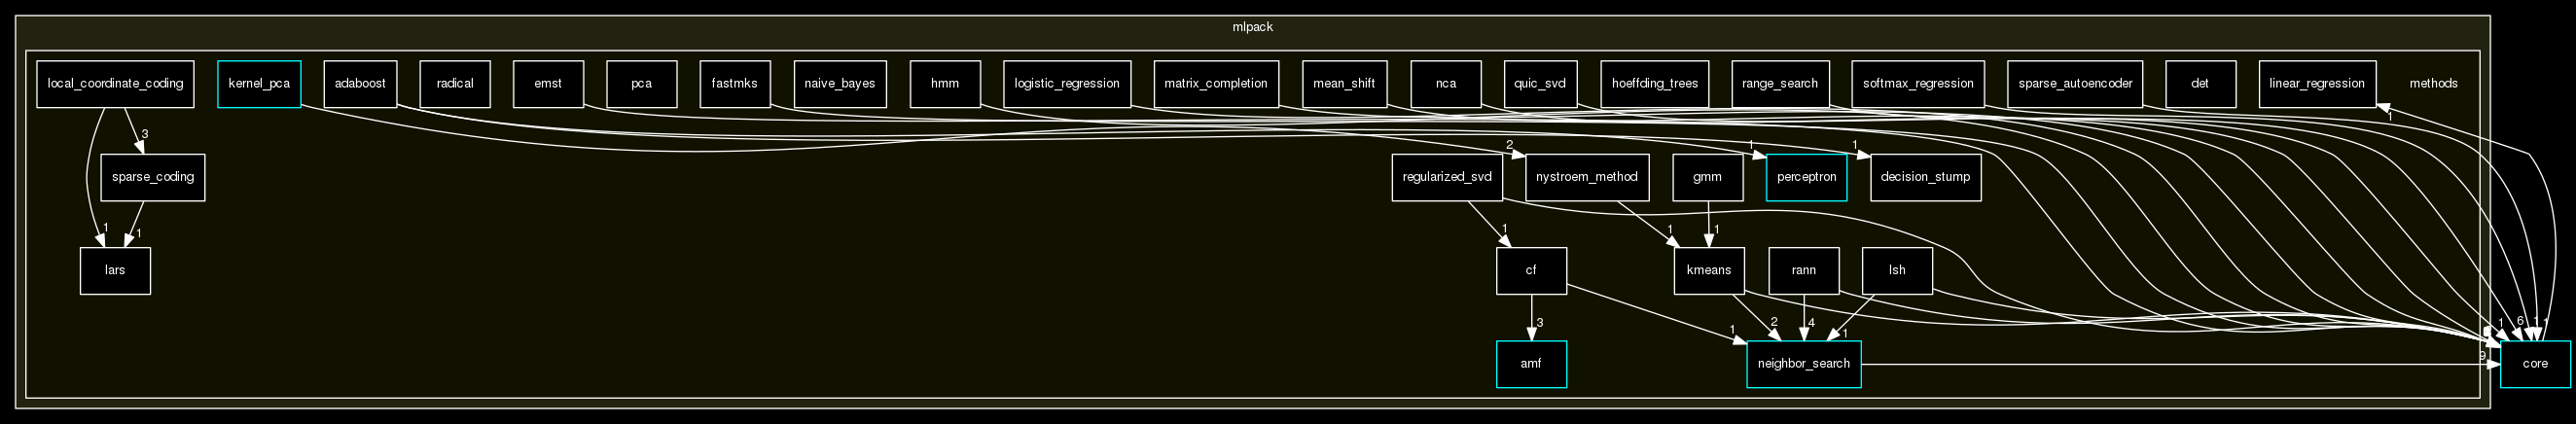 mlpack
local_coordinate_coding
kernel_pca
adaboost
radical
emst
pca
fastmks
naive_bayes
hmm
logistic_regression
matrix_completion
mean_shift
nca
quic_svd
hoeffding_trees
range_search
softmax_regression
sparse_autoencoder
det
linear_regression
methods
1
3
2
1
1
sparse_coding
regularized_svd
nystroem_method
gmm
perceptron
decision_stump
1
1
1
1
1
lars
cf
kmeans
rann
lsh
3
1
2
4
1
1
6
1
1
9
amf
neighbor_search
core